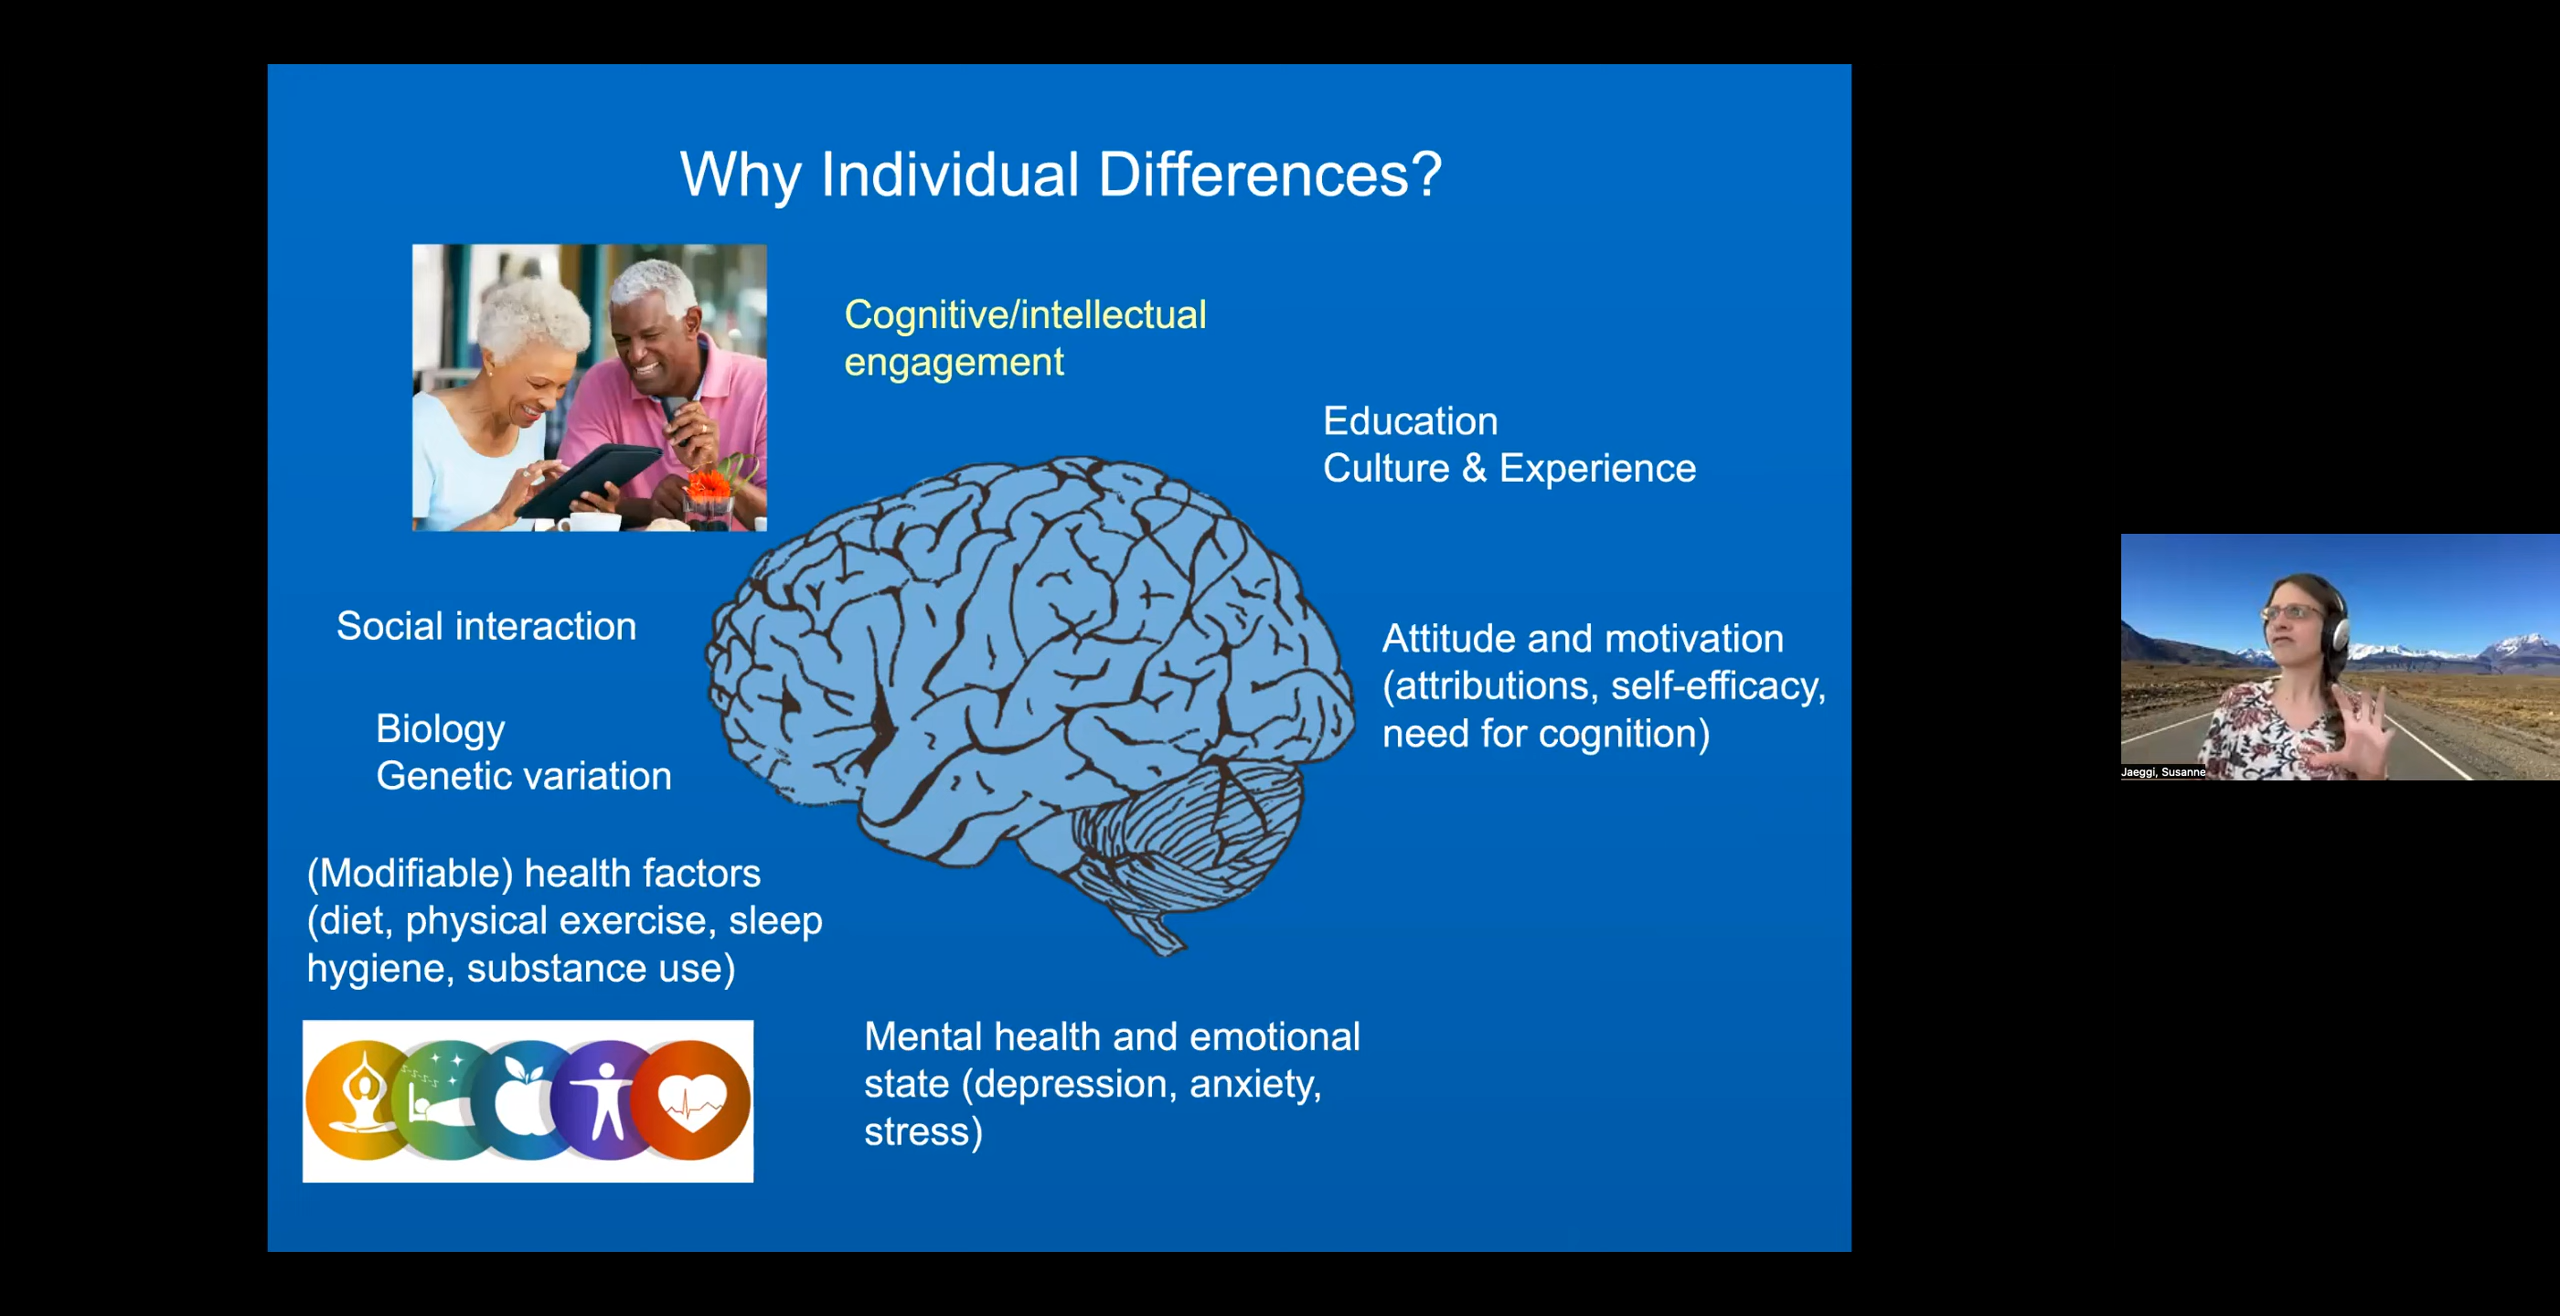 Why Individual Differences?
Cognitive/intellectual
engagement
Education
Culture & Experience
Social interaction
Attitude and motivation
(attributions, self-efficacy,
need for cognition)
Biology
Genetic variation
(Modifiable) health factors
(diet, physical exercise, sleep
hygiene, substance use)
Mental health and emotional
state (depression, anxiety,
stress)
Jaeggi, Susanne